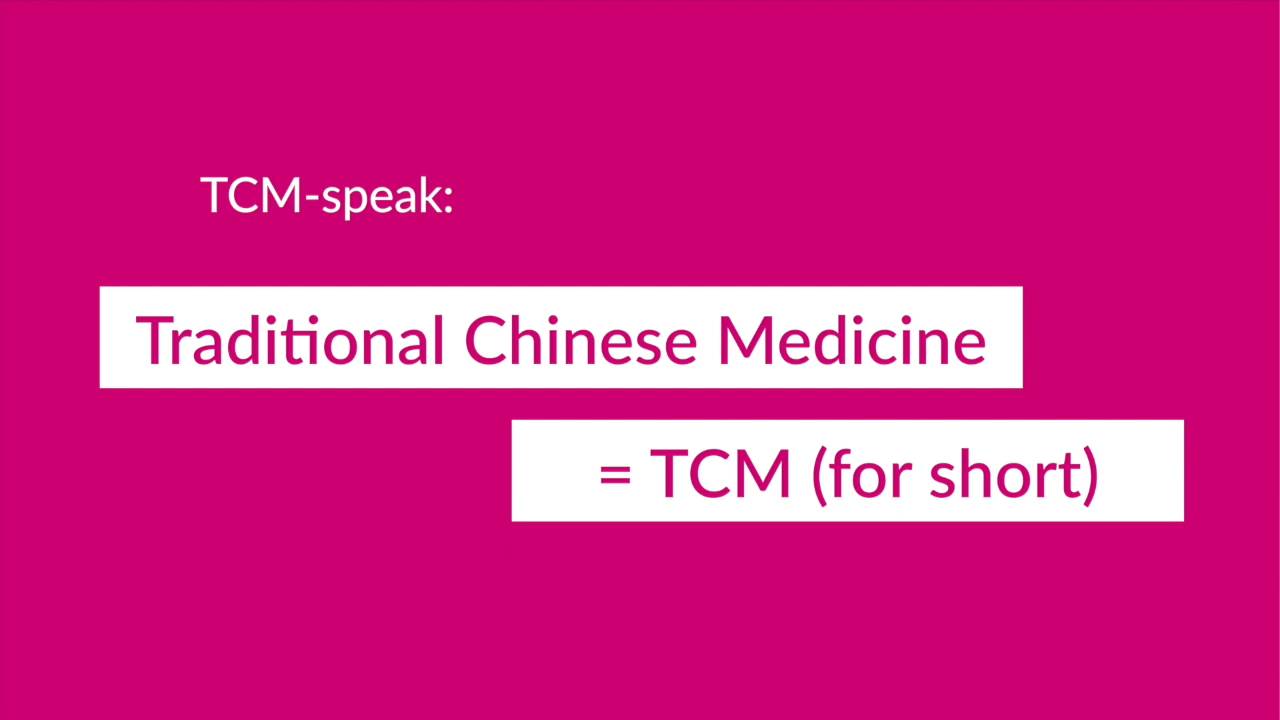 TCM-speak:
Traditional Chinese Medicine
= TCM (for short)